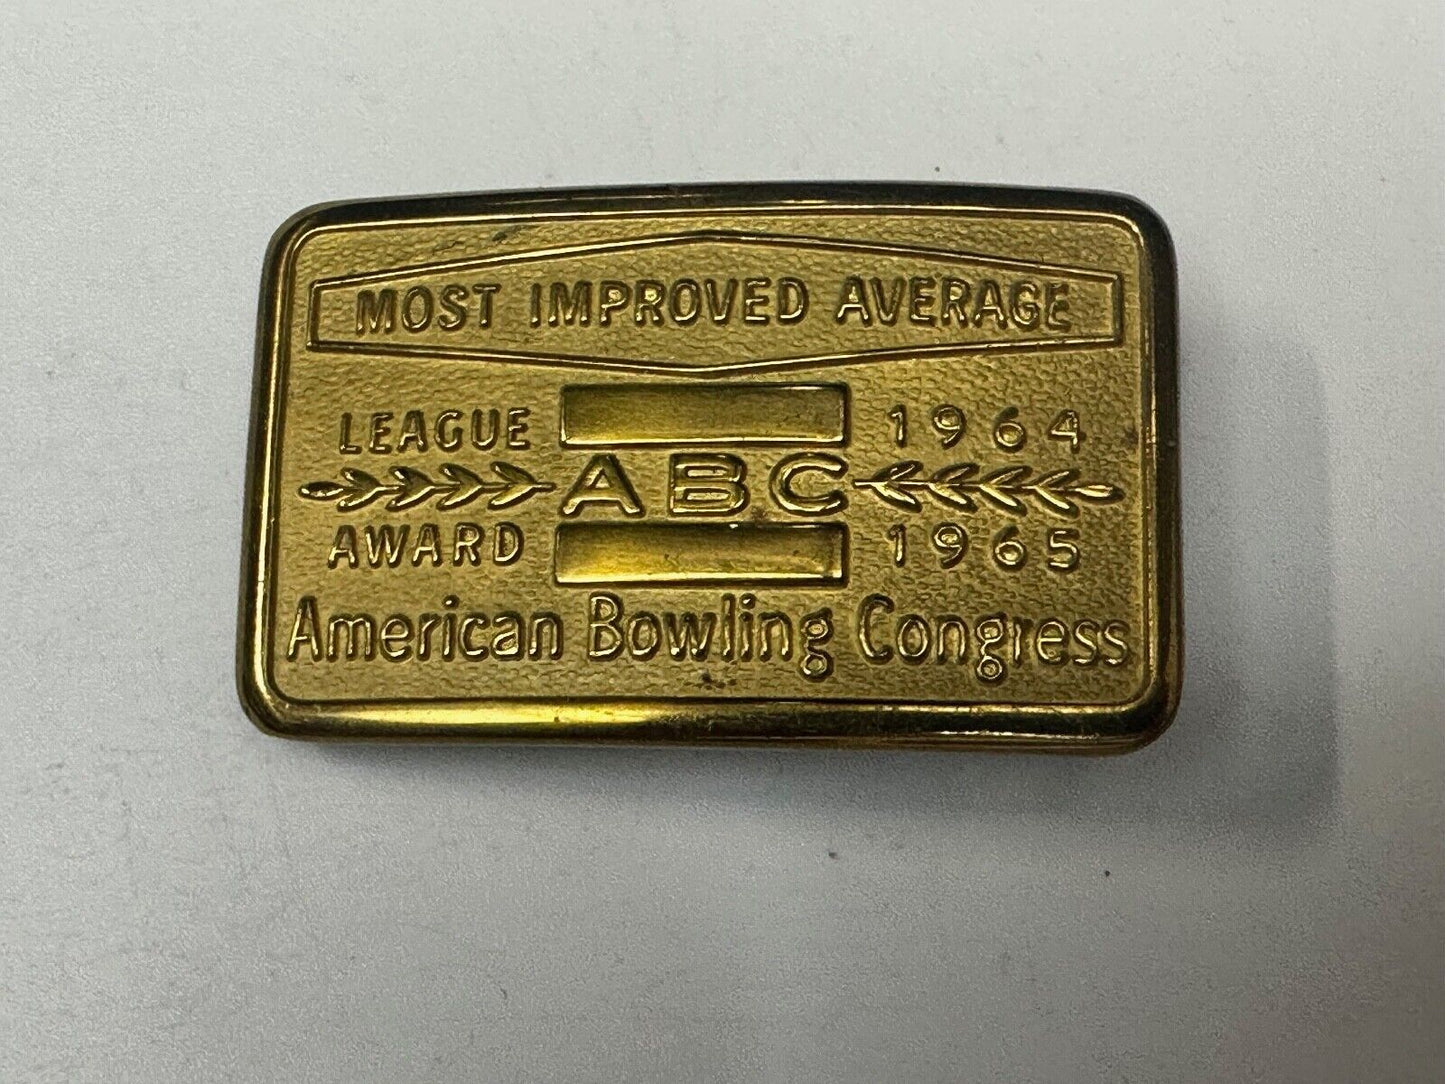 MOST IMPROVED AVERAGE
LEAGUE 1964
ABC
AWARD 1965
American Bowling Congress